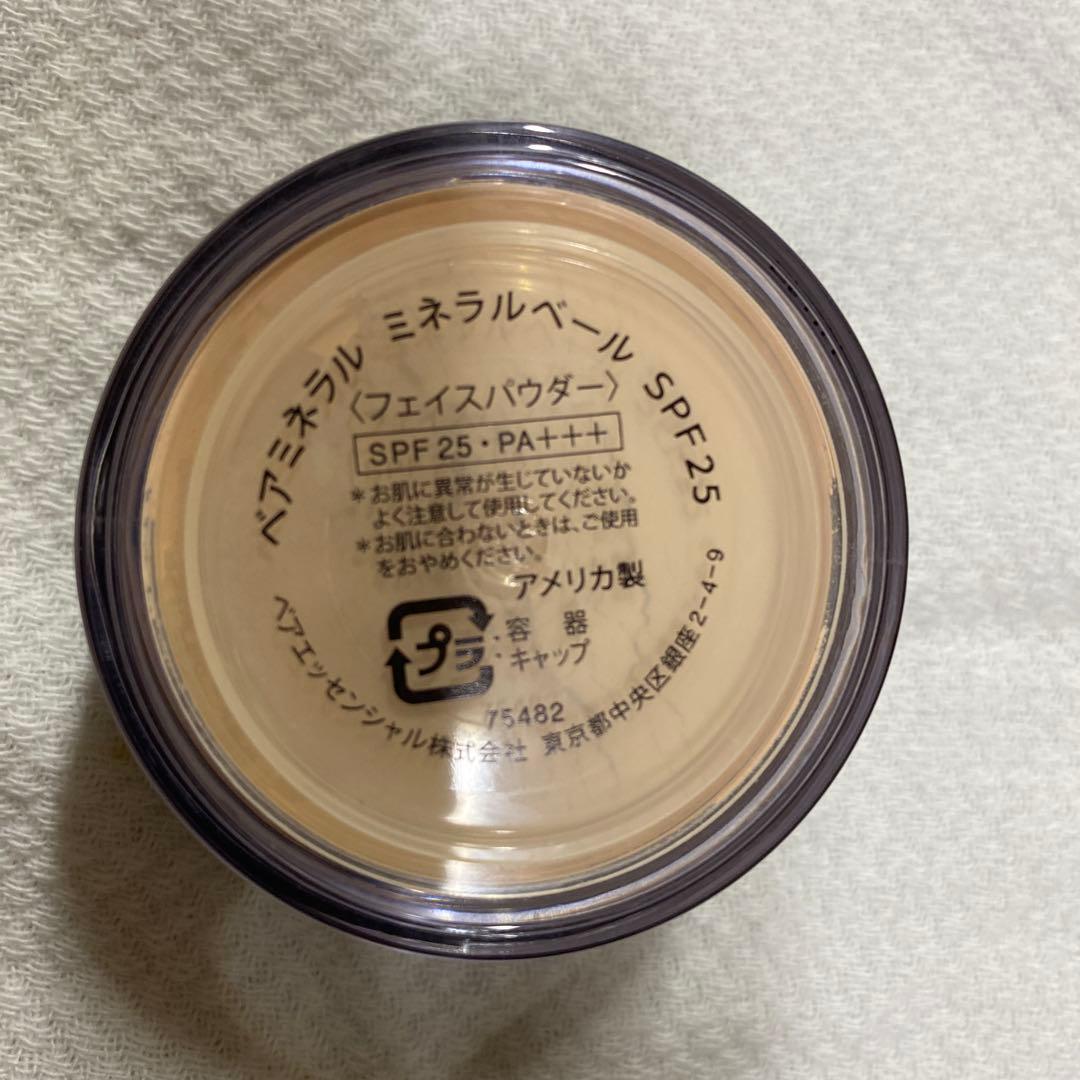 ベアミネラル ミネラルベール SPF25
〈フェイスパウダー〉
SPF 25・PA+++
＊お肌に異常が生じていないか
よく注意して使用してください。
＊お肌に合わないときは、ご使用
をおやめください。
アメリカ製
プラ
・容 器
・キャップ
75482
ベアエッセンシャル株式会社 東京都中央区銀座2-4-9